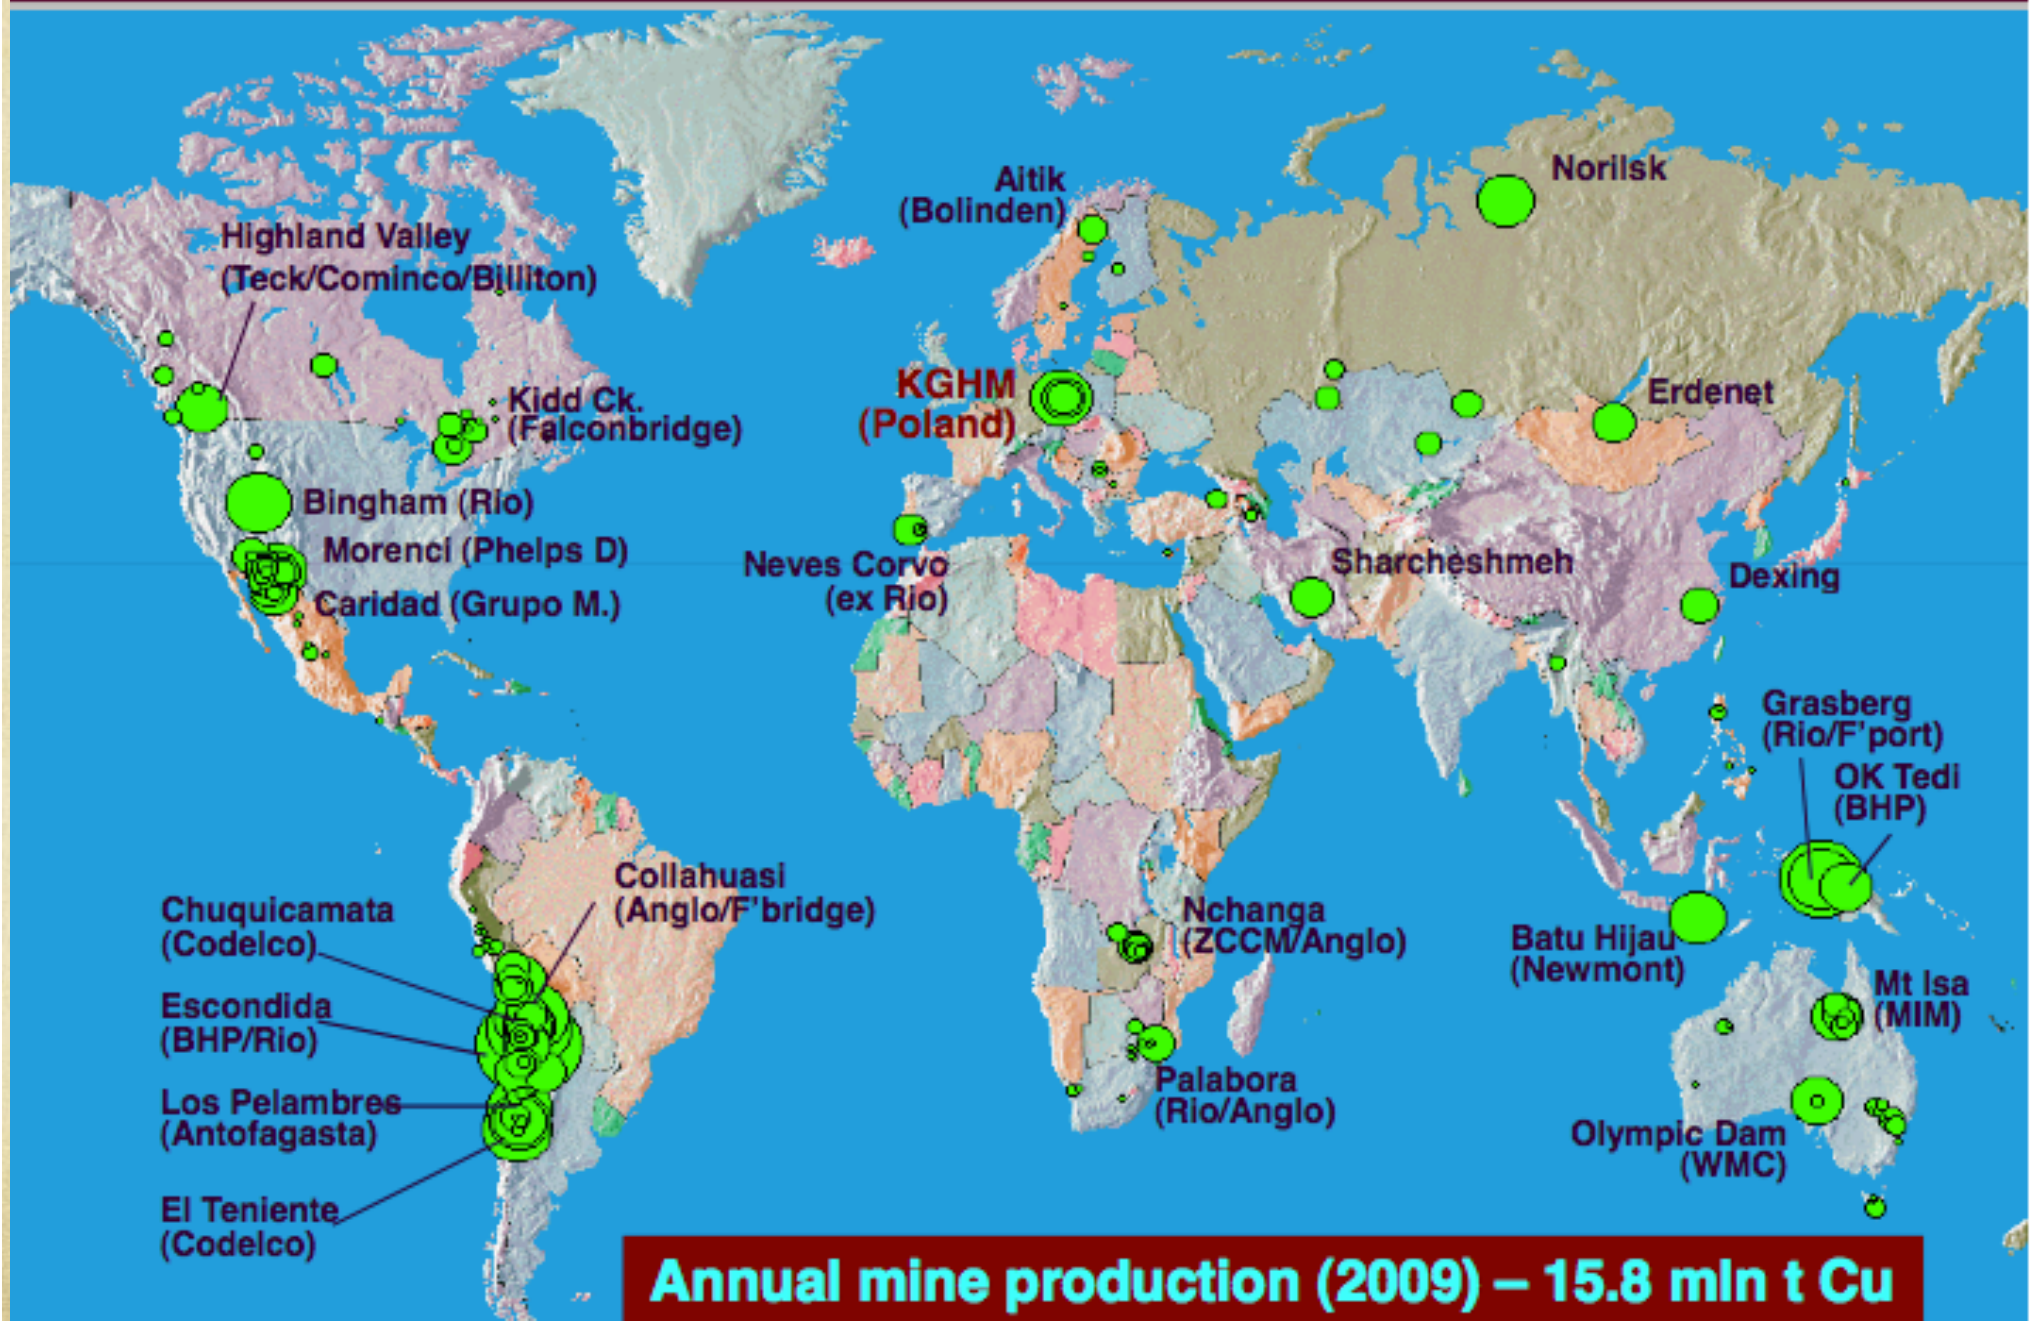 Norilsk
Aitik
(Bolinden)
Highland Valley
(Teck/Cominco/Billiton)
KGHM
(Poland)
Erdenet
Kidd Ck.
(Falconbridge)
Bingham (Rio)
Morenci (Phelps D)
Caridad (Grupo M.)
Neves Corvo
(ex Rio)
Sharcheshmeh
Dexing
Grasberg
(Rio/F'port)
OK Tedi
(BHP)
Collahuasi
(Anglo/F'bridge)
Chuquicamata
(Codelco)
Nchanga
(ZCCM/Anglo)
Batu Hijau
(Newmont)
Mt Isa
(MIM)
Escondida
(BHP/Rio)
Palabora
(Rio/Anglo)
Los Pelambres
(Antofagasta)
Olympic Dam
(WMC)
El Teniente
(Codelco)
Annual mine production (2009) – 15.8 mln t Cu